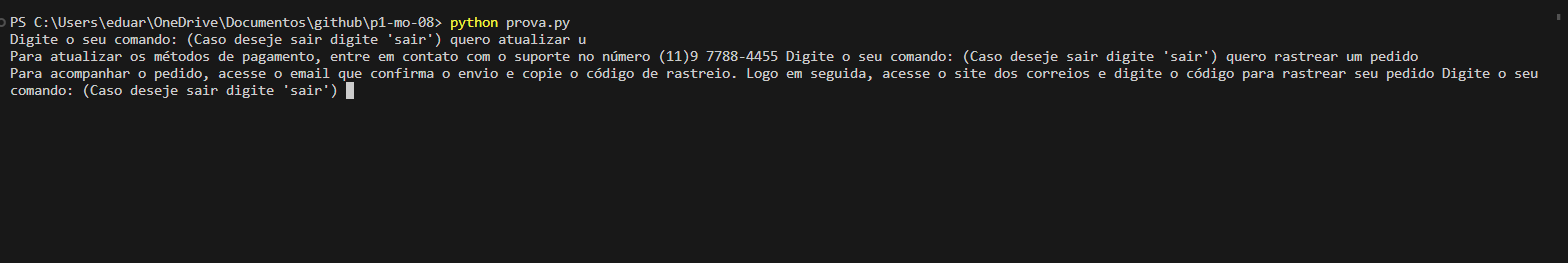 PS C:\Users\eduar\OneDrive\Documentos\github\p1-mo-08> python prova.py
Digite o seu comando: (Caso deseje sair digite 'sair') quero atualizar u
Para atualizar os métodos de pagamento, entre em contato com o suporte no número (11)9 7788-4455 Digite o seu comando: (Caso deseje sair digite 'sair') quero rastrear um pedido
Para acompanhar o pedido, acesse o email que confirma o envio e copie o código de rastreio. Logo em seguida, acesse o site dos correios e digite o código para rastrear seu pedido Digite o seu
comando: (Caso deseje sair digite 'sair')